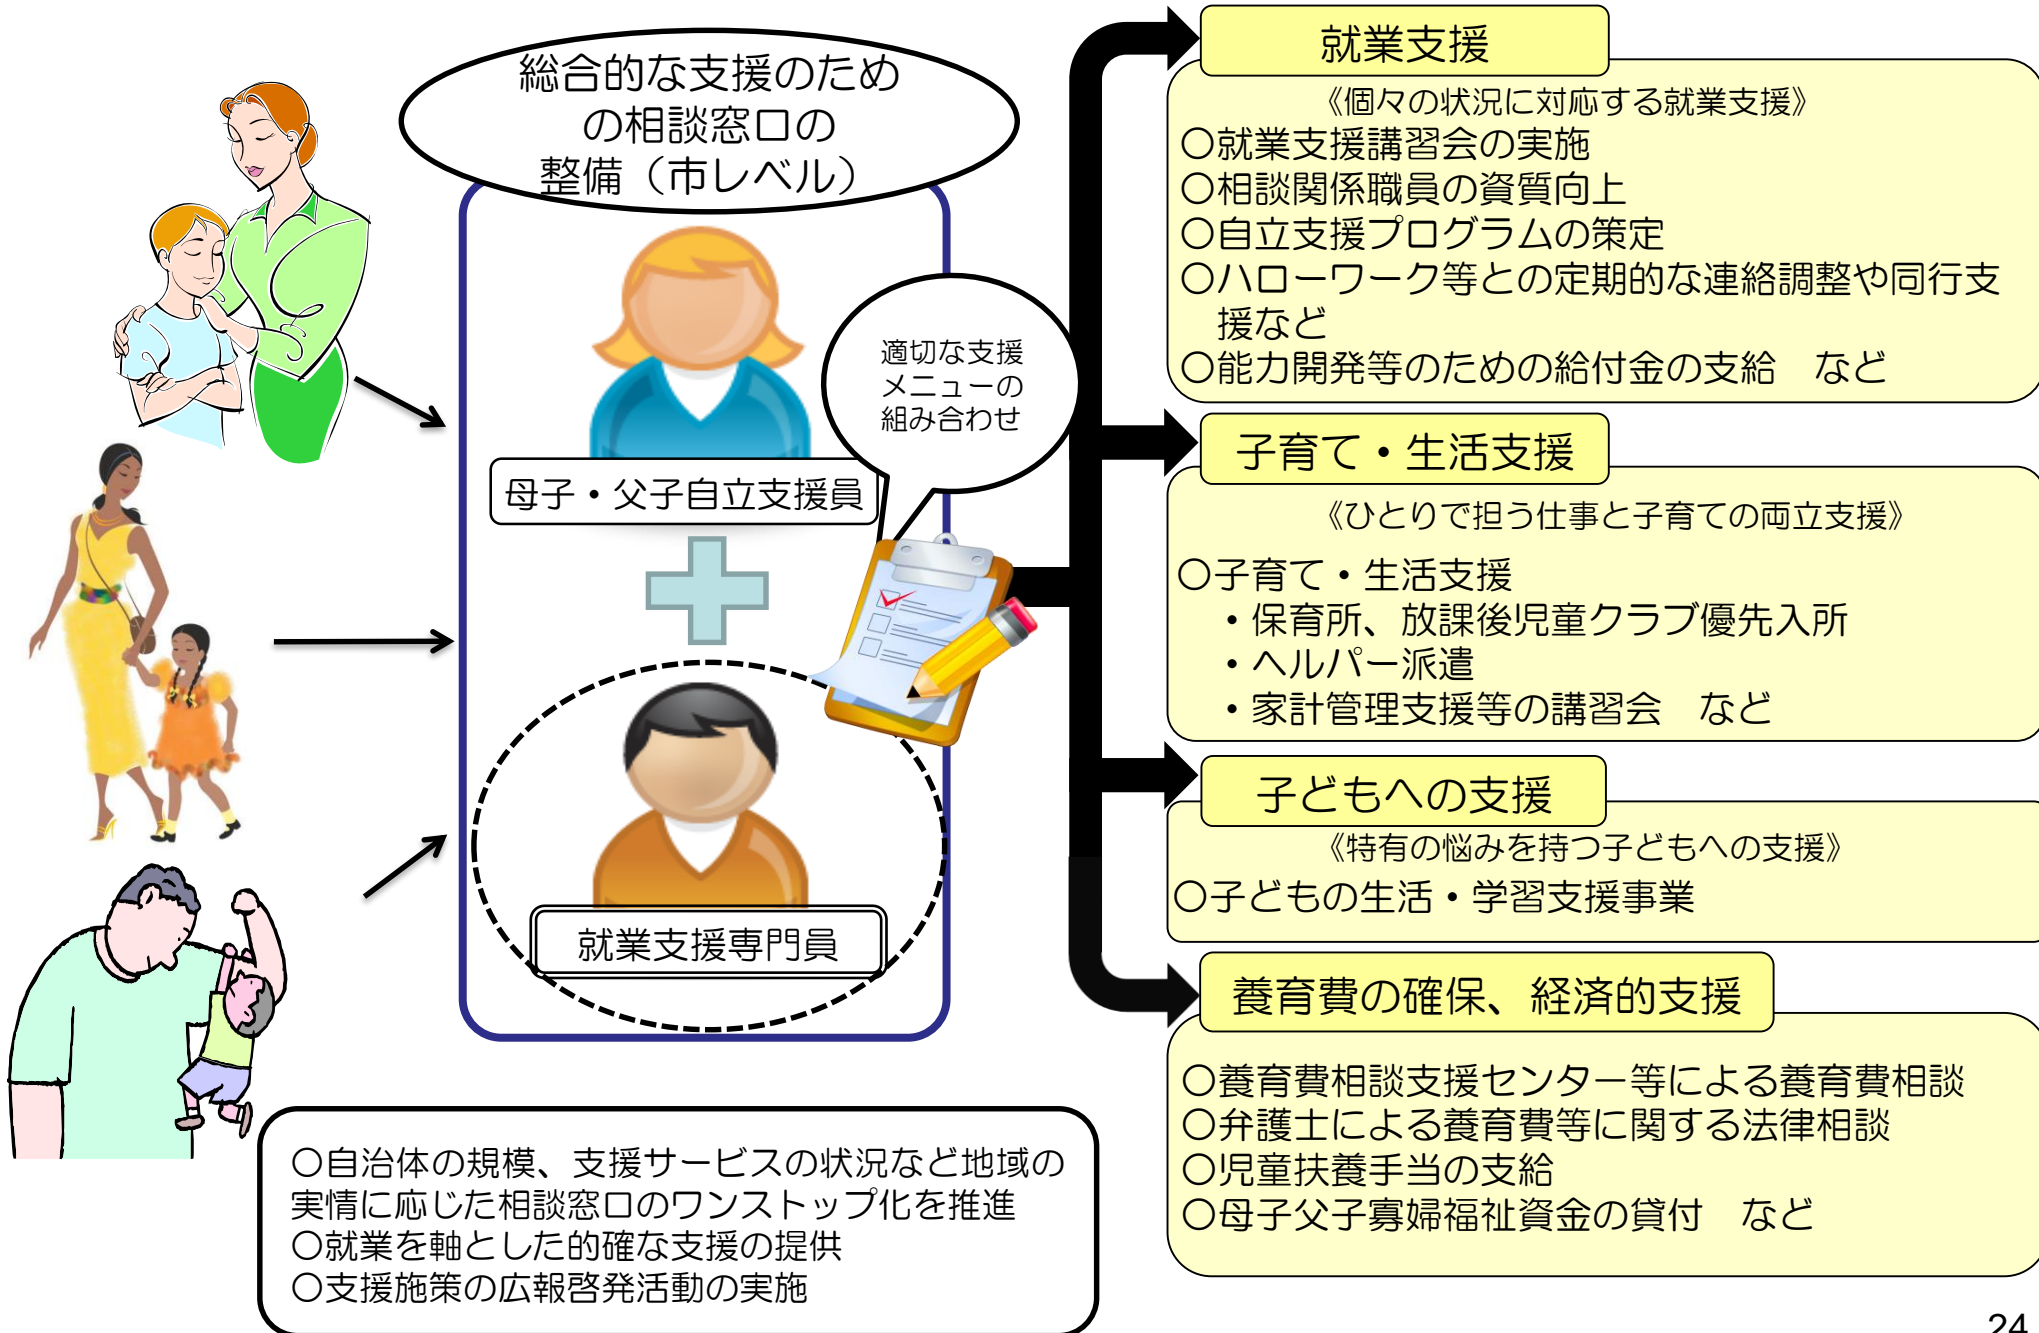 総合的な支援のため
の相談窓口の
整備（市レベル）
適切な支援
メニューの
組み合わせ
母子・父子自立支援員
就業支援専門員
○自治体の規模、支援サービスの状況など地域の
実情に応じた相談窓口のワンストップ化を推進
○就業を軸とした的確な支援の提供
○支援施策の広報啓発活動の実施
就業支援
《個々の状況に対応する就業支援》
○就業支援講習会の実施
○相談関係職員の資質向上
○自立支援プログラムの策定
○ハローワーク等との定期的な連絡調整や同行支
援など
○能力開発等のための給付金の支給　など
子育て・生活支援
《ひとりで担う仕事と子育ての両立支援》
○子育て・生活支援
・保育所、放課後児童クラブ優先入所
・ヘルパー派遣
・家計管理支援等の講習会　など
子どもへの支援
《特有の悩みを持つ子どもへの支援》
○子どもの生活・学習支援事業
養育費の確保、経済的支援
○養育費相談支援センター等による養育費相談
○弁護士による養育費等に関する法律相談
○児童扶養手当の支給
○母子父子寡婦福祉資金の貸付　など
24